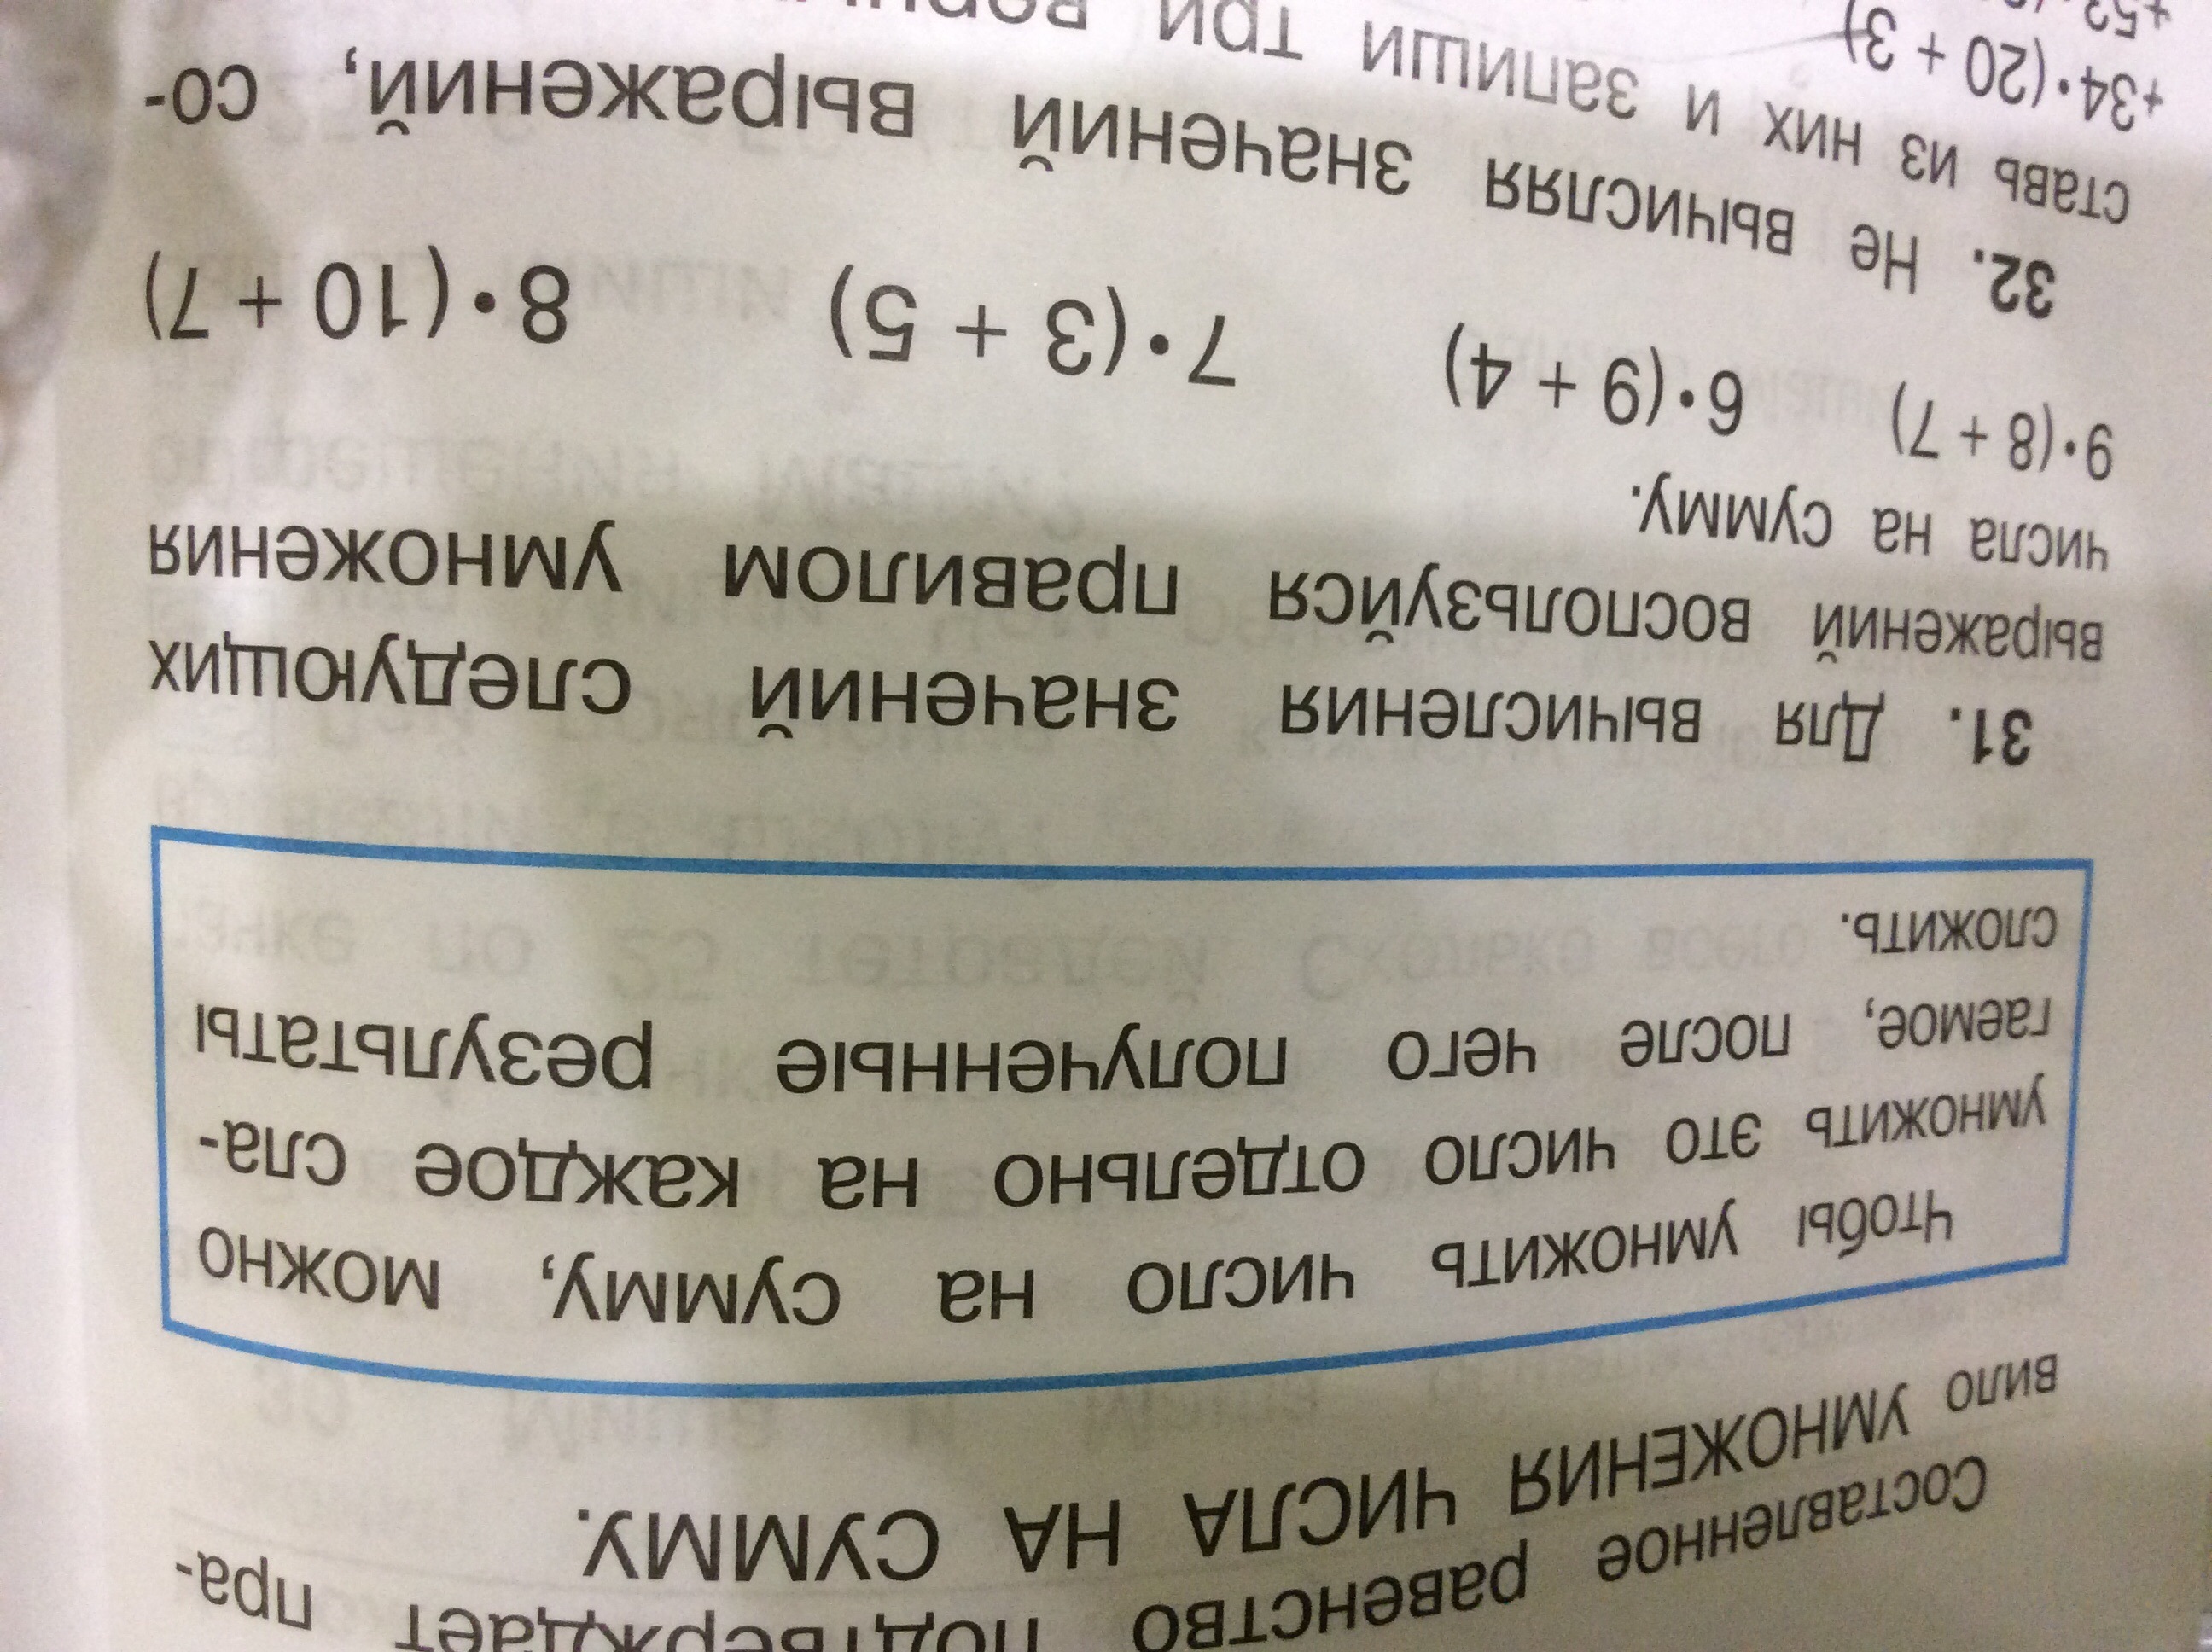 Составленное равенство подтверждает пра-
вило УМНОЖЕНИЯ ЧИСЛА НА СУММУ.
Чтобы умножить число на сумму, можно
умножить это число отдельно на каждое сла-
гаемое, после чего полученные результаты
сложить.
31. Для вычисления значений следующих
выражений воспользуйся правилом умножения
числа на сумму.
9·(8 + 7) 6·(9 + 4) 7·(3 + 5) 8·(10 + 7)
32. Не вычисляя значений выражений, со-
ставь из них и запиши три
+34·(20 + 3)
+53